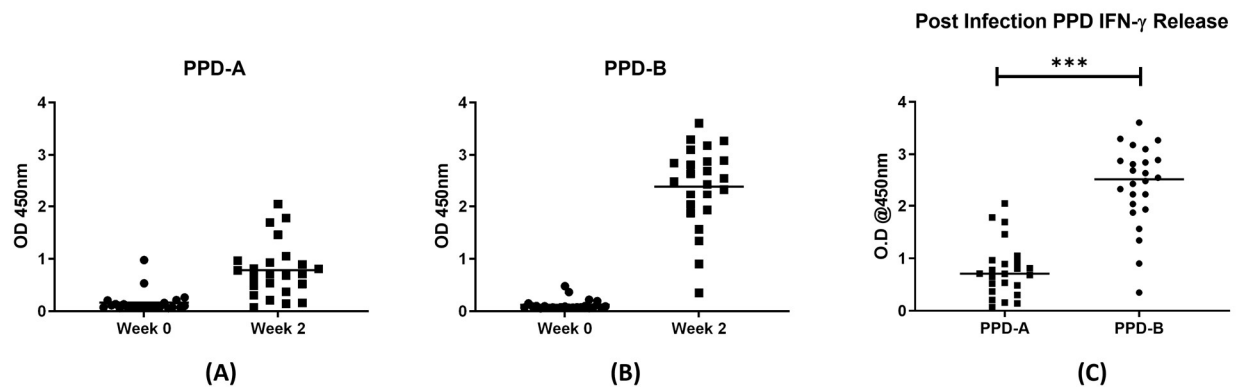 Post Infection PPD IFN-γ Release
PPD-A
PPD-B
***
4
3
2
1
0
OD 450nm
Week 0
Week 2
4
3
2
1
0
OD 450nm
Week 0
Week 2
4
3
2
1
0
O.D @450nm
PPD-A
PPD-B
(A)
(B)
(C)